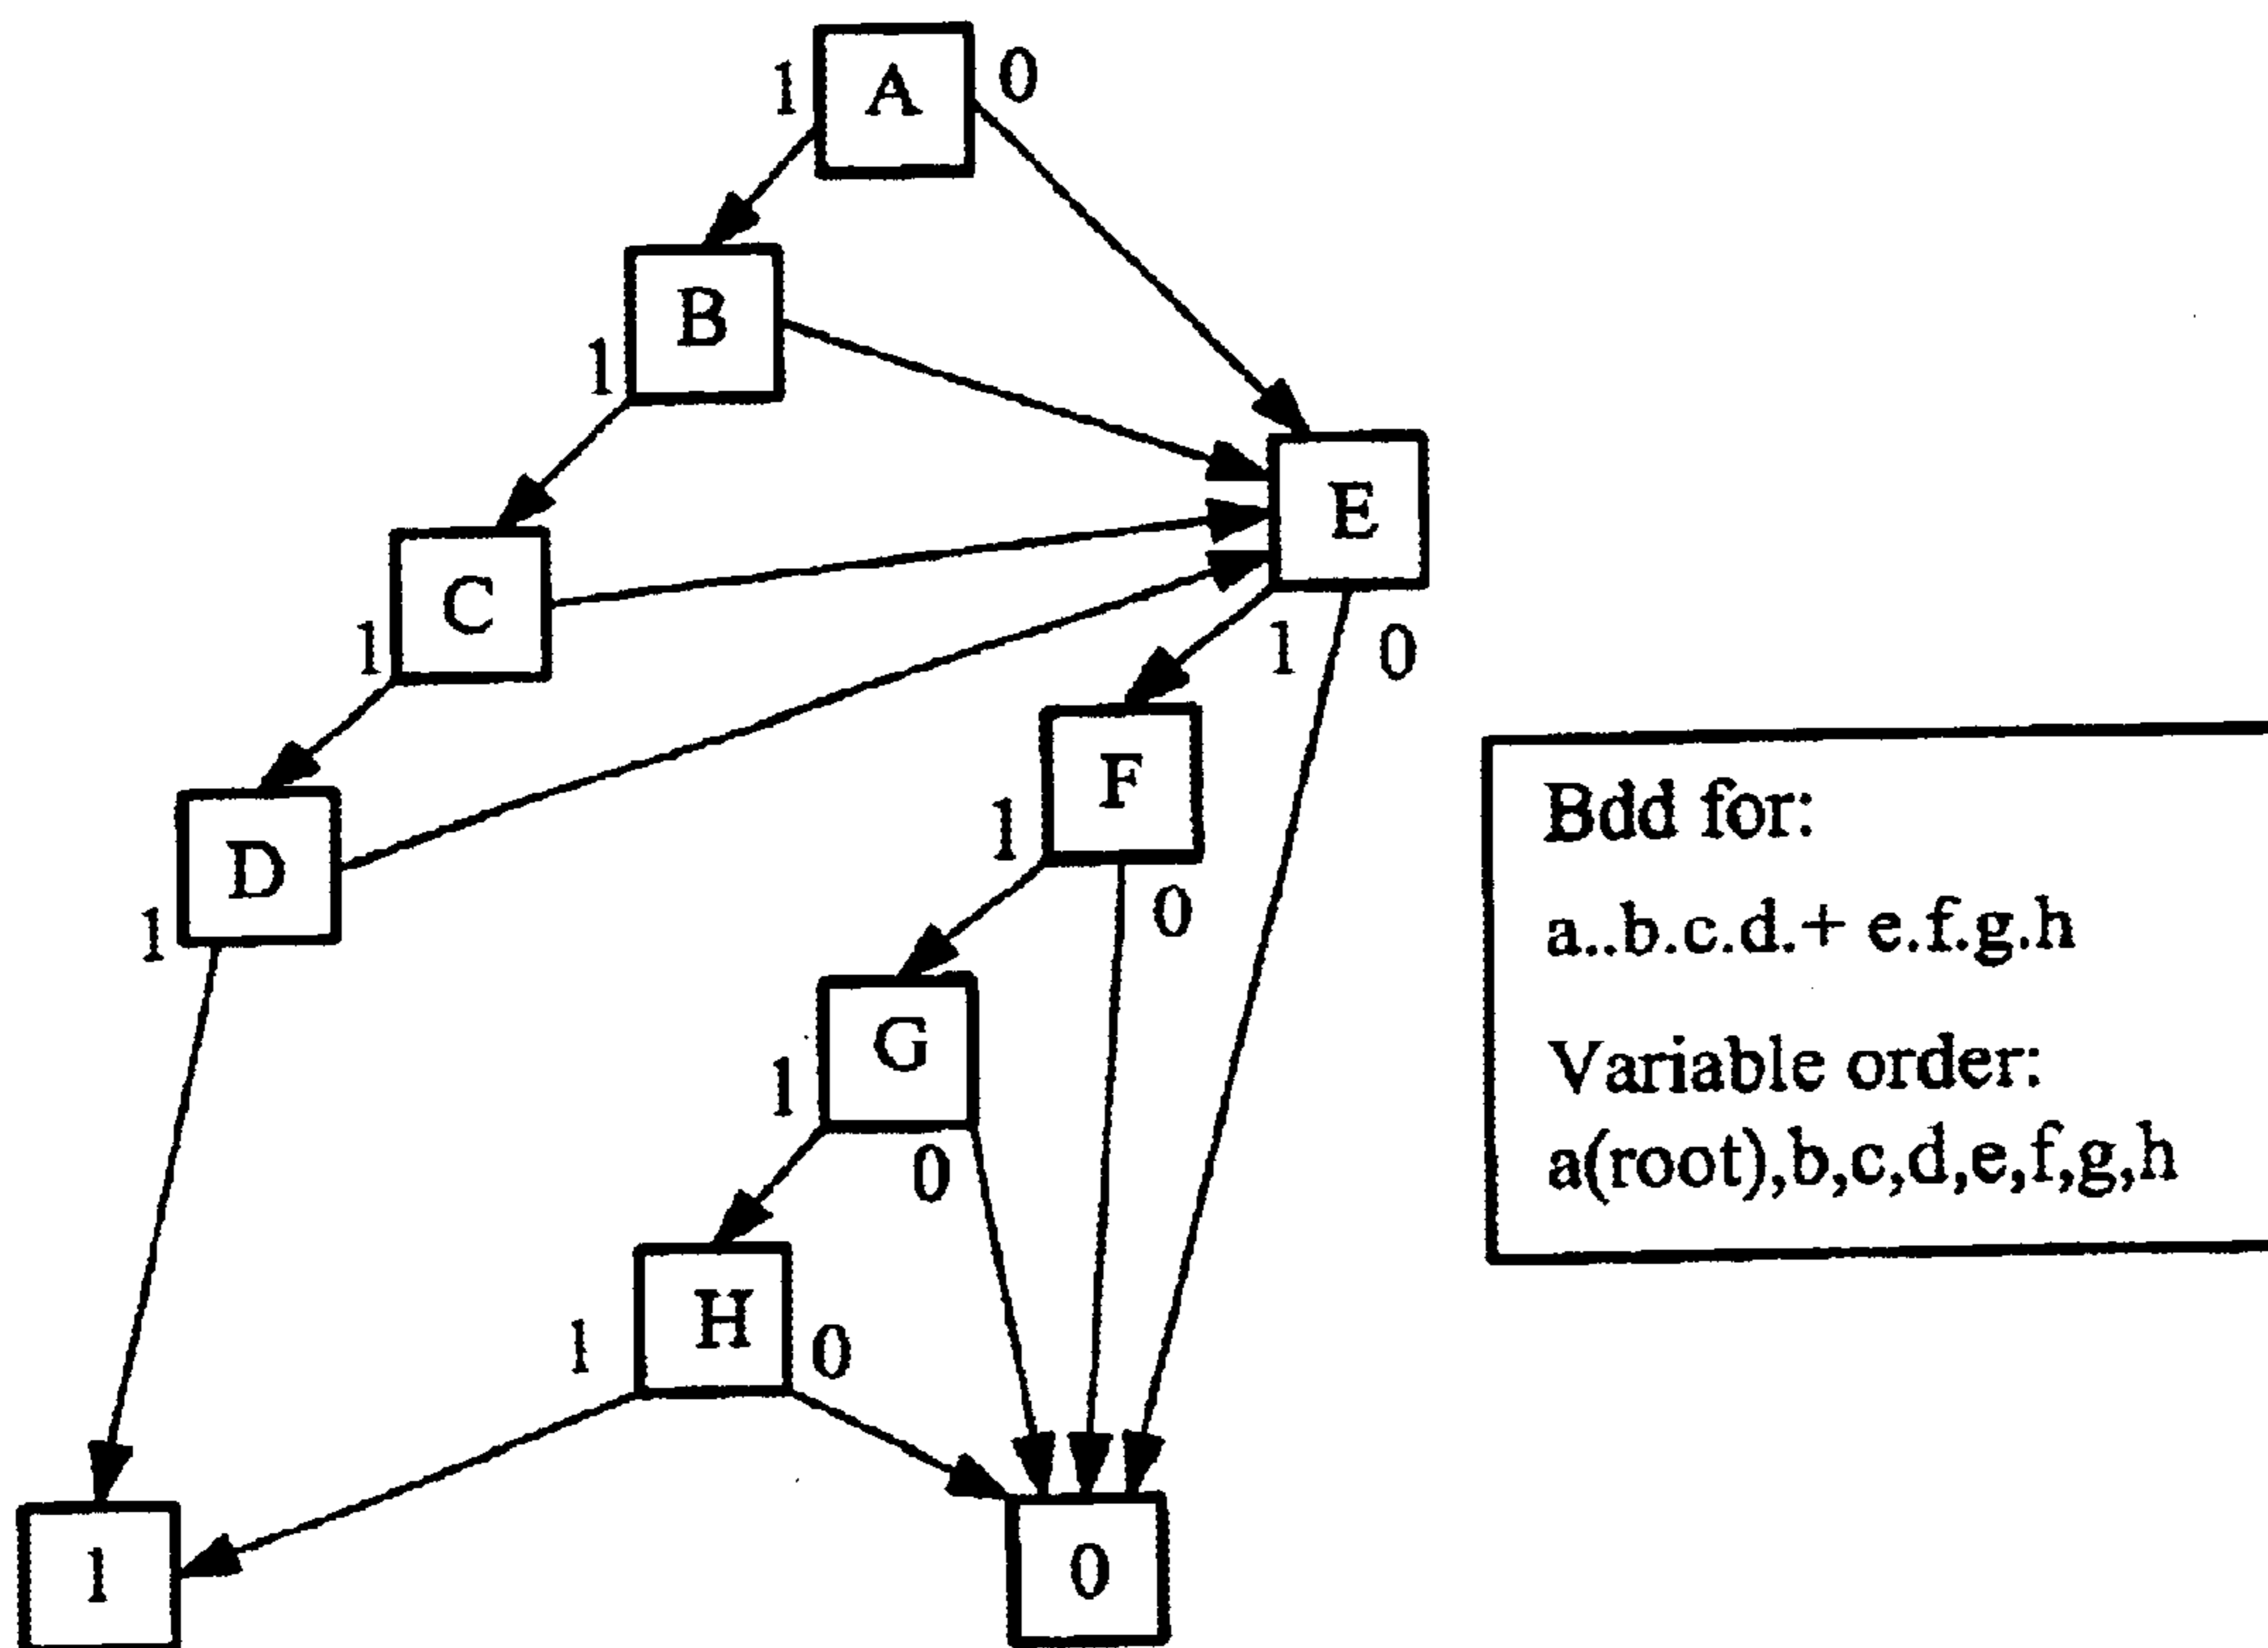 1 A 0
B
1
E
C
1
1 0
F
1
D
0
1
G
1
0
H
1 0
1
0
Bdd for:
a..b.c.d.+ e.f.g.h
Variable order:
a(root),b,c,d,e,f,g,h